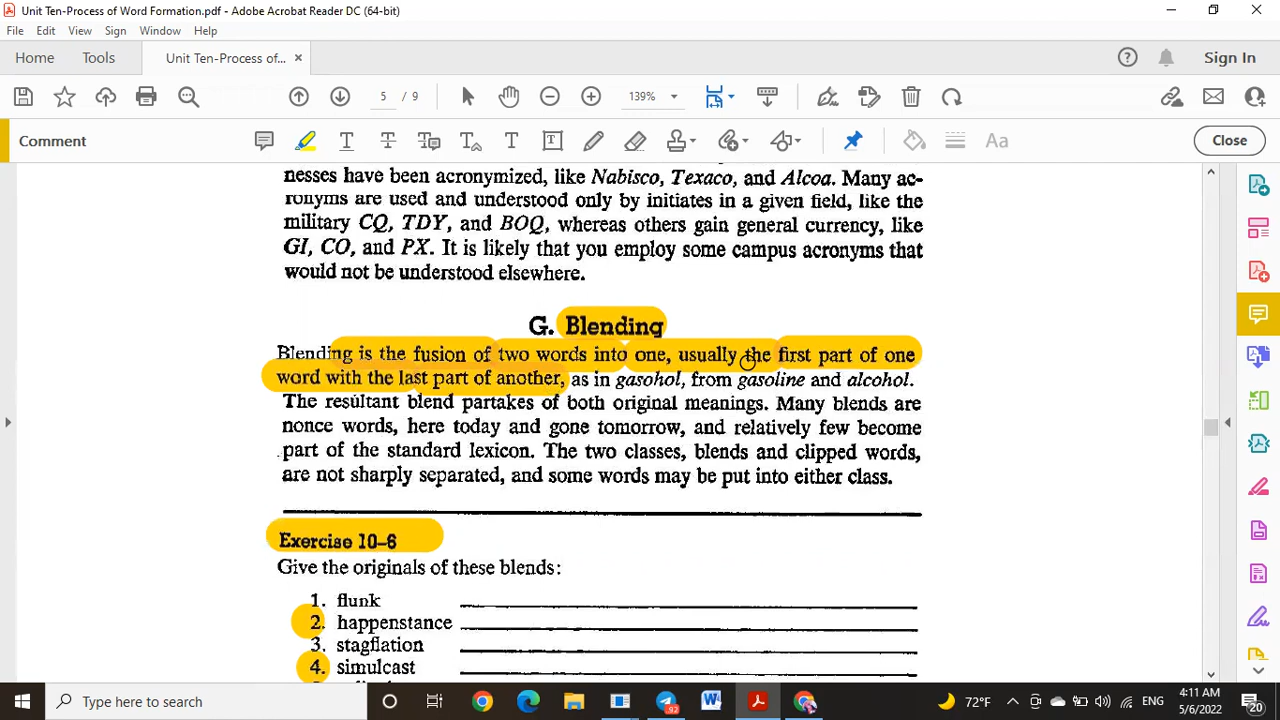 Unit Ten-Process of Word Formation.pdf - Adobe Acrobat Reader DC (64-bit)
File Edit View Sign Window Help
Home Tools Unit Ten-Process of... × Sign In
5 / 9 139%
Comment Close
nesses have been acronymized, like Nabisco, Texaco, and Alcoa. Many ac-
ronyms are used and understood only by initiates in a given field, like the
military CQ, TDY, and BOQ, whereas others gain general currency, like
GI, CO, and PX. It is likely that you employ some campus acronyms that
would not be understood elsewhere.
G. Blending
Blending is the fusion of two words into one, usually the first part of one
word with the last part of another, as in gasohol, from gasoline and alcohol.
The resultant blend partakes of both original meanings. Many blends are
nonce words, here today and gone tomorrow, and relatively few become
part of the standard lexicon. The two classes, blends and clipped words,
are not sharply separated, and some words may be put into either class.
Exercise 10-6
Give the originals of these blends:
1. flunk
2. happenstance
3. stagflation
4. simulcast
Type here to search 92 72°F ENG 4:11 AM
5/6/2022 20